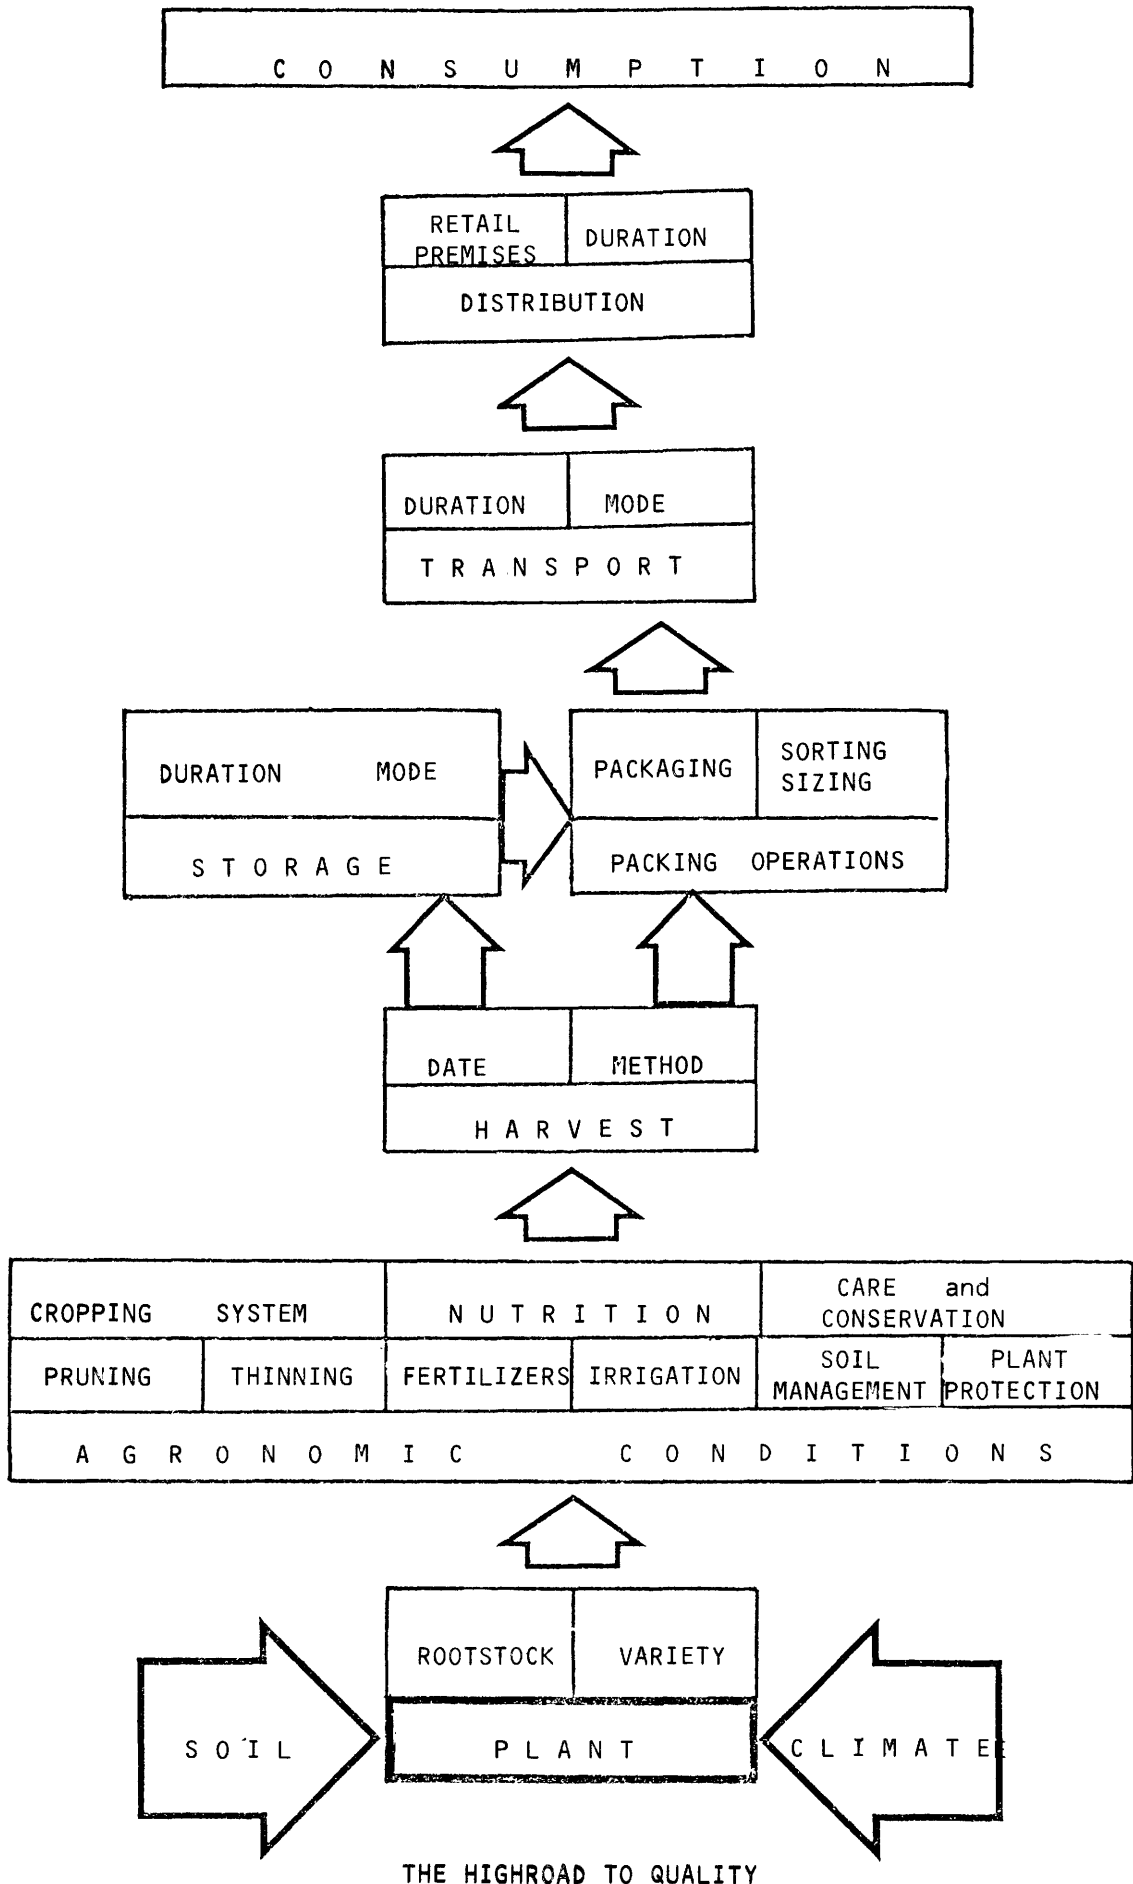 CONSUMPTION
RETAIL
PREMISES
DURATION
DISTRIBUTION
DURATION MODE
TRANSPORT
DURATION MODE
STORAGE
PACKAGING
SORTING
SIZING
PACKING OPERATIONS
DATE METHOD
HARVEST
CROPPING SYSTEM
NUTRITION
CARE and
CONSERVATION
PRUNING THINNING FERTILIZERS IRRIGATION
SOIL
MANAGEMENT
PLANT
PROTECTION
AGRONOMIC CONDITIONS
ROOTSTOCK VARIETY
SOIL
PLANT
CLIMATE
THE HIGHROAD TO QUALITY